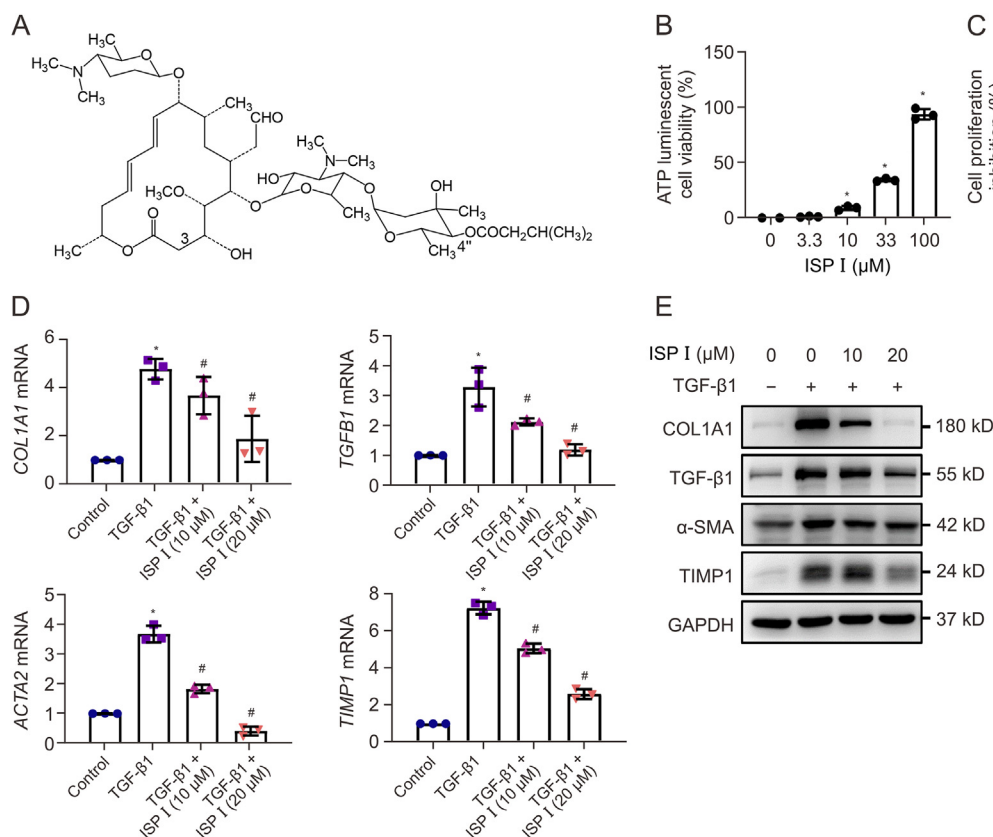 A
H₃C
O
H₃C
N
CH₃
O
CH₃
CHO
CH₃O
HO
H₃C
N
CH₃
O
O
O
CH₃
OH
CH₃
O
CH₃
4''
OCOCH₂CH(CH₃)₂
CH₃
O
O
3
OH
B
ATP luminescent
cell viability (%)
150
100
50
0
*
*
*
0 3.3 10 33 100
ISP I (μM)
C
Cell proliferation
D
COL1A1 mRNA
6
4
2
0
*
#
#
Control
TGF-β1
TGF-β1 +
ISP I (10 μM)
TGF-β1 +
ISP I (20 μM)
TGFB1 mRNA
5
4
3
2
1
0
*
#
#
Control
TGF-β1
TGF-β1 +
ISP I (10 μM)
TGF-β1 +
ISP I (20 μM)
ACTA2 mRNA
5
4
3
2
1
0
*
#
#
Control
TGF-β1
TGF-β1 +
ISP I (10 μM)
TGF-β1 +
ISP I (20 μM)
TIMP1 mRNA
8
6
4
2
0
*
#
#
Control
TGF-β1
TGF-β1 +
ISP I (10 μM)
TGF-β1 +
ISP I (20 μM)
E
ISP I (μM) 0 0 10 20
TGF-β1 − + + +
COL1A1 180 kD
TGF-β1 55 kD
α-SMA 42 kD
TIMP1 24 kD
GAPDH 37 kD